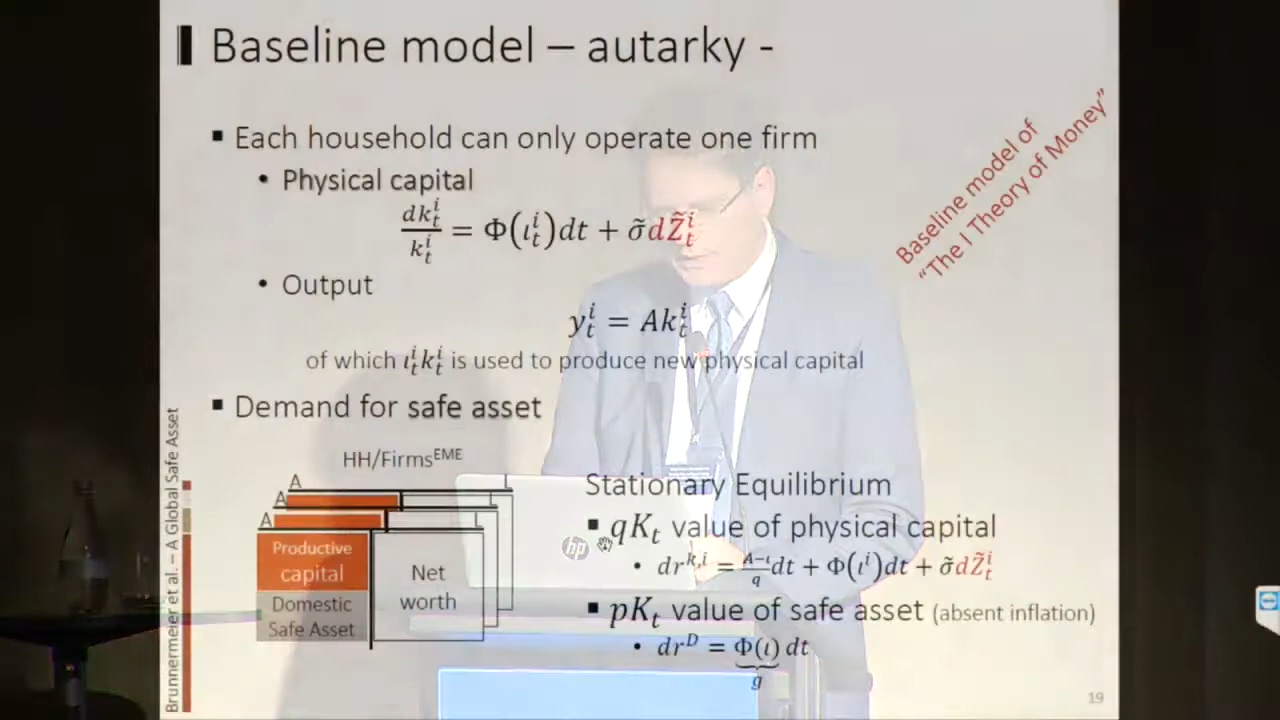 Baseline model – autarky -
▪ Each household can only operate one firm
• Physical capital
dk_t^i / k_t^i = Φ(ι_t^i)dt + σ̃dZ̃_t^i
• Output
y_t^i = Ak_t^i
of which ι_t^i k_t^i is used to produce new physical capital
▪ Demand for safe asset
Baseline model of
“The I Theory of Money”
HH/Firms^EME
A L
A L
A L
Productive
capital
Domestic
Safe Asset
Net
worth
Stationary Equilibrium
▪ qK_t value of physical capital
• dr^{k,i} = (A−ι)/q dt + Φ(ι^i)dt + σ̃dZ̃_t^i
▪ pK_t value of safe asset (absent inflation)
• dr^D = Φ(ι) dt
g
Brunnermeier et al. – A Global Safe Asset
hp
19